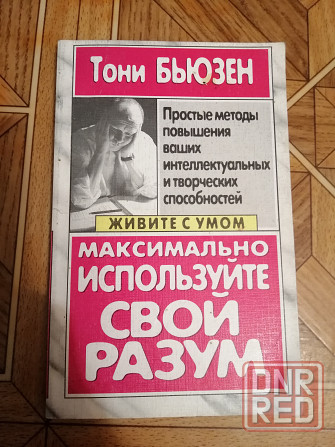 Тони БЬЮЗЕН
Простые методы
повышения
ваших
интеллектуальных
и творческих
способностей
ЖИВИТЕ С УМОМ
МАКСИМАЛЬНО
ИСПОЛЬЗУЙТЕ
СВОЙ
РАЗУМ
DNR
RED